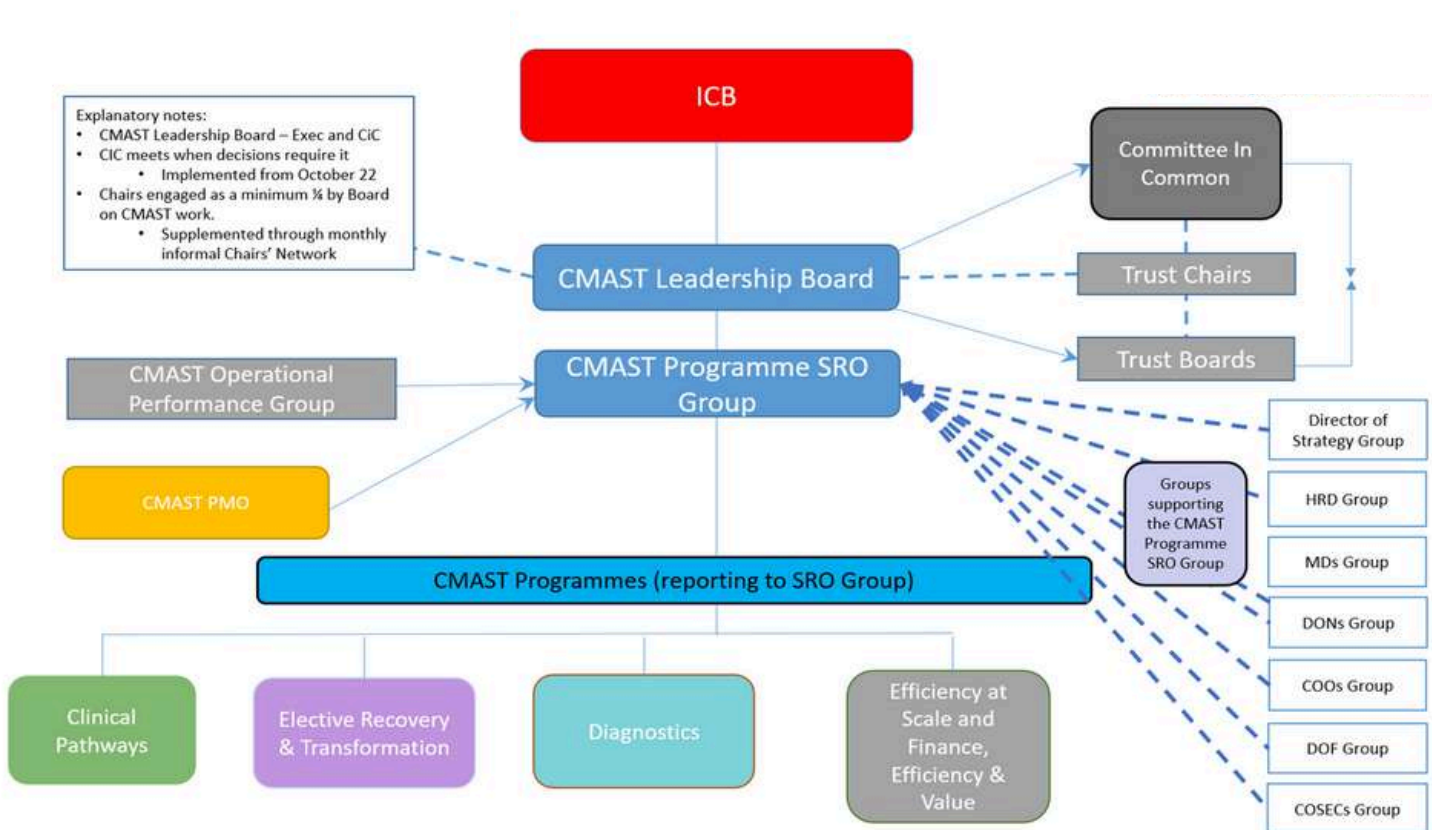 ICB
Explanatory notes:
• CMAST Leadership Board – Exec and CiC
• CIC meets when decisions require it
• Implemented from October 22
• Chairs engaged as a minimum ¼ by Board
on CMAST work.
• Supplemented through monthly
informal Chairs' Network
Committee In
Common
CMAST Leadership Board
Trust Chairs
Trust Boards
CMAST Operational
Performance Group
CMAST Programme SRO
Group
CMAST PMO
Director of
Strategy Group
Groups
supporting
the CMAST
Programme
SRO Group
HRD Group
MDs Group
DONs Group
COOs Group
DOF Group
COSECs Group
CMAST Programmes (reporting to SRO Group)
Clinical
Pathways
Elective Recovery
& Transformation
Diagnostics
Efficiency at
Scale and
Finance,
Efficiency &
Value